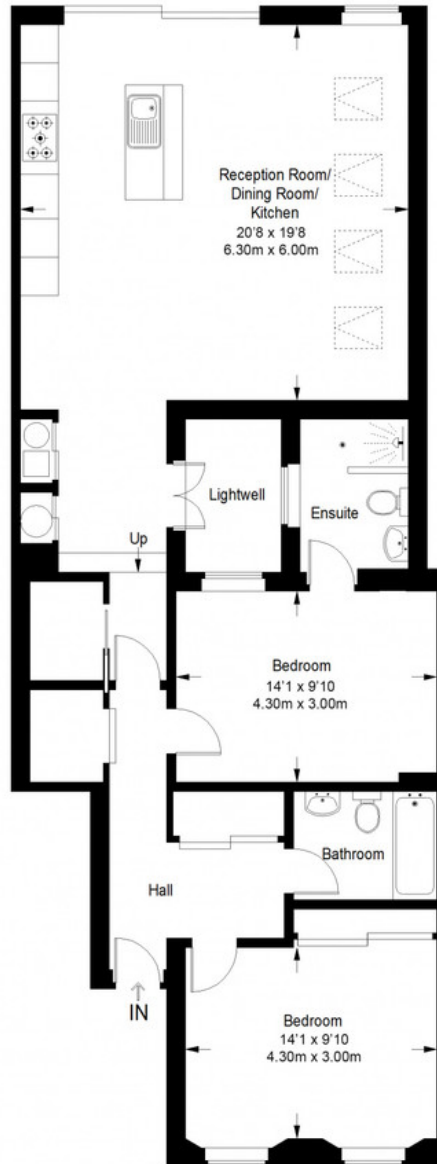 Reception Room/
Dining Room/
Kitchen
20'8 x 19'8
6.30m x 6.00m
Lightwell
Ensuite
Up
Bedroom
14'1 x 9'10
4.30m x 3.00m
Bathroom
Hall
IN
Bedroom
14'1 x 9'10
4.30m x 3.00m